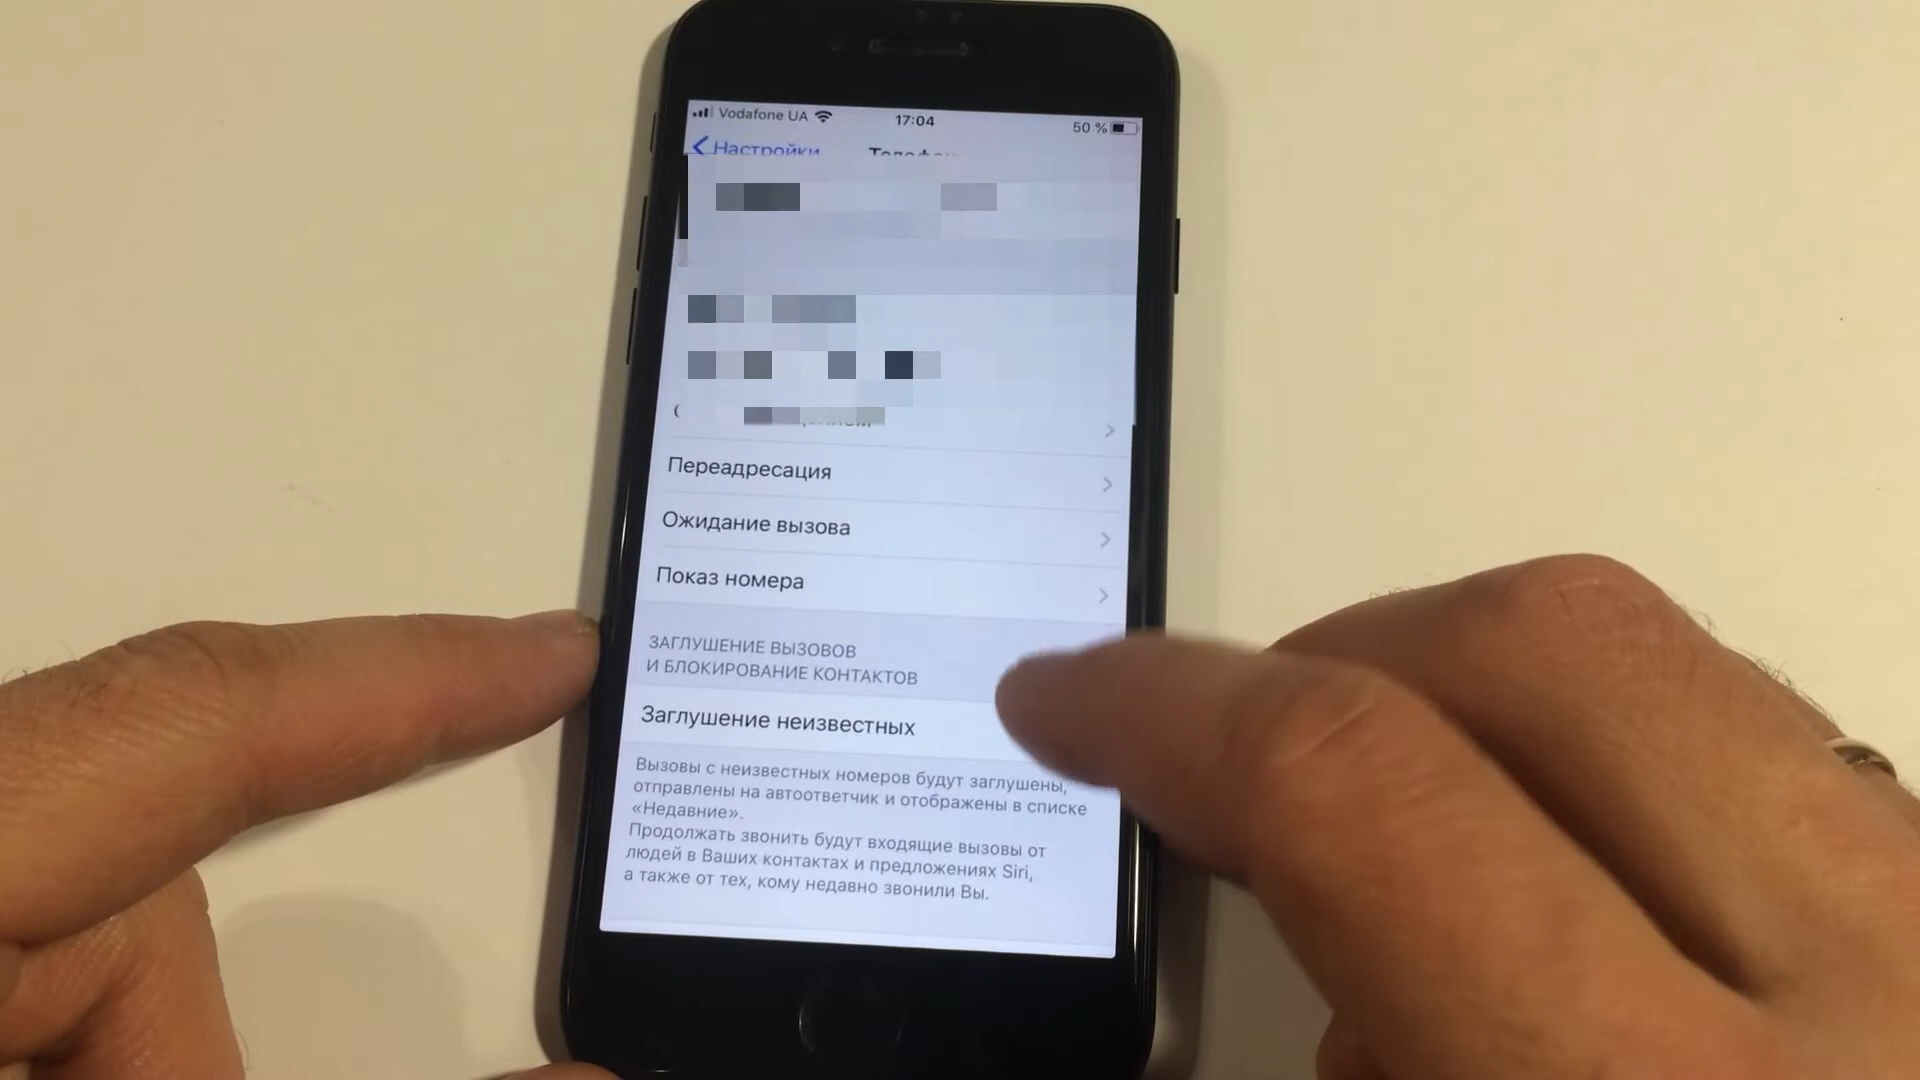 Vodafone UA 17:04 50 %
Настройки
Переадресация
Ожидание вызова
Показ номера
ЗАГЛУШЕНИЕ ВЫЗОВОВ
И БЛОКИРОВАНИЕ КОНТАКТОВ
Заглушение неизвестных
Вызовы с неизвестных номеров будут заглушены,
отправлены на автоответчик и отображены в списке
«Недавние».
Продолжать звонить будут входящие вызовы от
людей в Ваших контактах и предложениях Siri,
а также от тех, кому недавно звонили Вы.